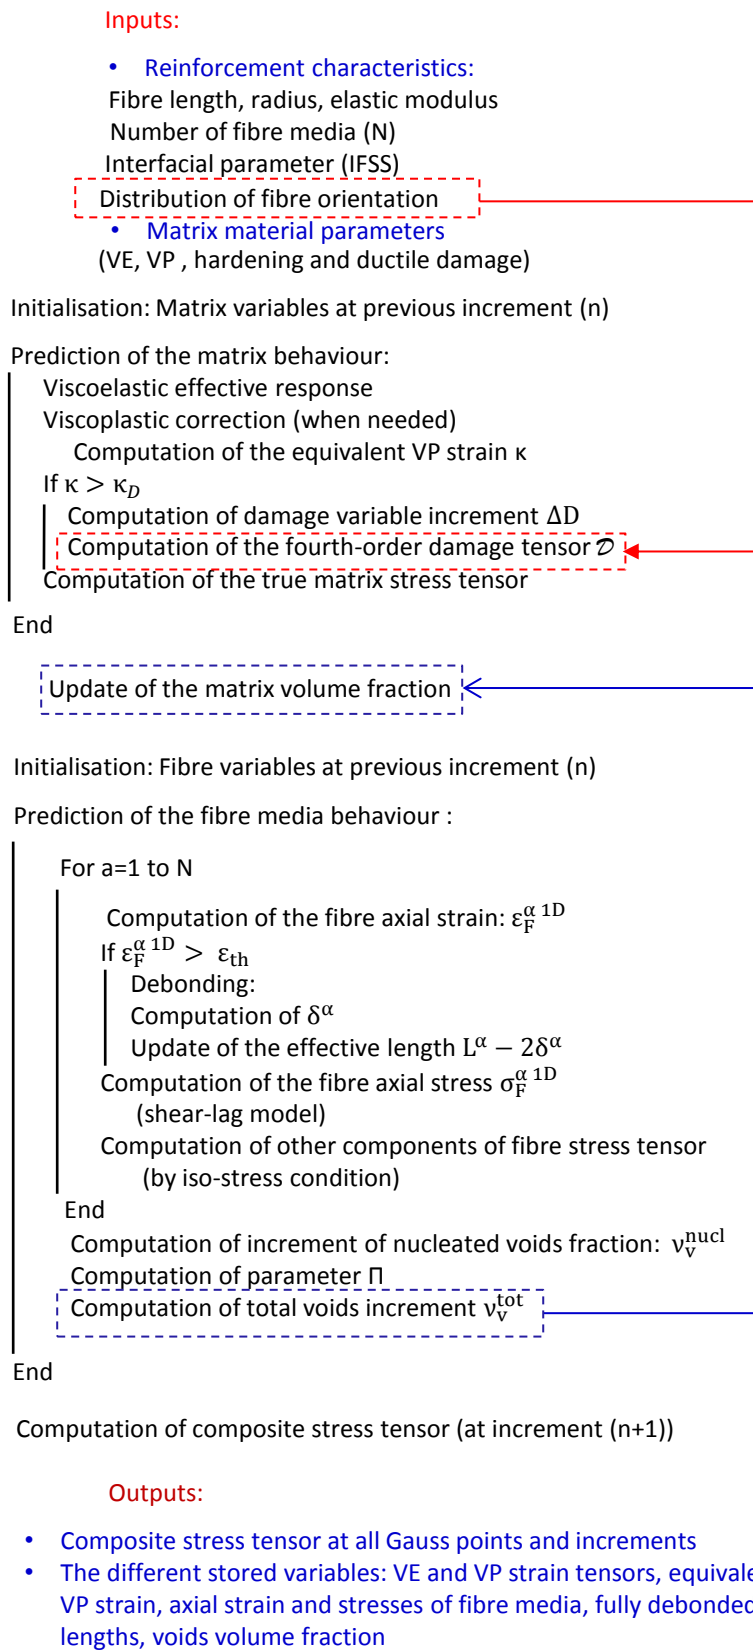 Inputs:
• Reinforcement characteristics:
Fibre length, radius, elastic modulus
Number of fibre media (N)
Interfacial parameter (IFSS)
Distribution of fibre orientation
• Matrix material parameters
(VE, VP , hardening and ductile damage)
Initialisation: Matrix variables at previous increment (n)
Prediction of the matrix behaviour:
Viscoelastic effective response
Viscoplastic correction (when needed)
Computation of the equivalent VP strain κ
If κ > κ_D
Computation of damage variable increment ΔD
Computation of the fourth-order damage tensor 𝒟
Computation of the true matrix stress tensor
End
Update of the matrix volume fraction
Initialisation: Fibre variables at previous increment (n)
Prediction of the fibre media behaviour :
For a=1 to N
Computation of the fibre axial strain: ε_F^{α 1D}
If ε_F^{α 1D} > ε_th
Debonding:
Computation of δ^α
Update of the effective length L^α − 2δ^α
Computation of the fibre axial stress σ_F^{α 1D}
(shear-lag model)
Computation of other components of fibre stress tensor
(by iso-stress condition)
End
Computation of increment of nucleated voids fraction: ν_v^{nucl}
Computation of parameter Π
Computation of total voids increment ν_v^{tot}
End
Computation of composite stress tensor (at increment (n+1))
Outputs:
• Composite stress tensor at all Gauss points and increments
• The different stored variables: VE and VP strain tensors, equivale
VP strain, axial strain and stresses of fibre media, fully debonded
lengths, voids volume fraction